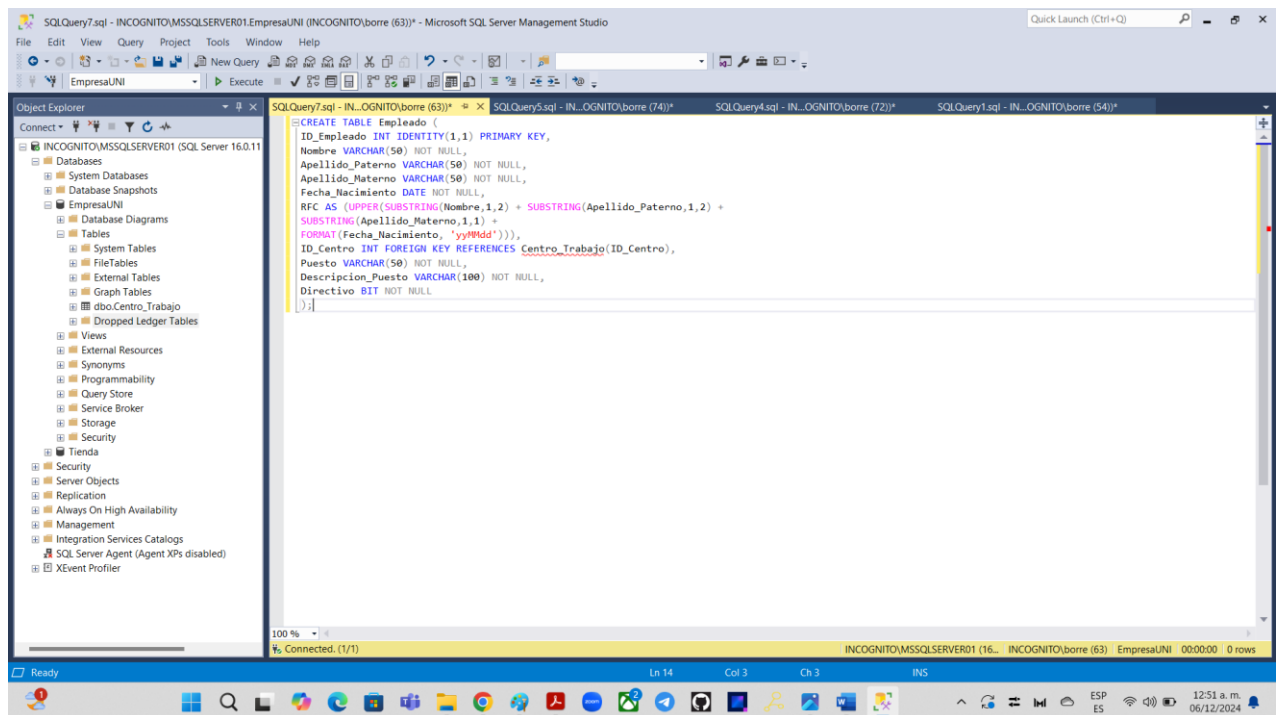 SQLQuery7.sql - INCOGNITO\MSSQLSERVER01.EmpresaUNI (INCOGNITO\borre (63))* - Microsoft SQL Server Management Studio
Quick Launch (Ctrl+Q)
File Edit View Query Project Tools Window Help
New Query
EmpresaUNI
Execute
Object Explorer
Connect
INCOGNITO\MSSQLSERVER01 (SQL Server 16.0.11
Databases
System Databases
Database Snapshots
EmpresaUNI
Database Diagrams
Tables
System Tables
FileTables
External Tables
Graph Tables
dbo.Centro_Trabajo
Dropped Ledger Tables
Views
External Resources
Synonyms
Programmability
Query Store
Service Broker
Storage
Security
Tienda
Security
Server Objects
Replication
Always On High Availability
Management
Integration Services Catalogs
SQL Server Agent (Agent XPs disabled)
XEvent Profiler
SQLQuery7.sql - IN...OGNITO\borre (63))* SQLQuery5.sql - IN...OGNITO\borre (74))* SQLQuery4.sql - IN...OGNITO\borre (72))* SQLQuery1.sql - IN...OGNITO\borre (54))*
CREATE TABLE Empleado (
ID_Empleado INT IDENTITY(1,1) PRIMARY KEY,
Nombre VARCHAR(50) NOT NULL,
Apellido_Paterno VARCHAR(50) NOT NULL,
Apellido_Materno VARCHAR(50) NOT NULL,
Fecha_Nacimiento DATE NOT NULL,
RFC AS (UPPER(SUBSTRING(Nombre,1,2) + SUBSTRING(Apellido_Paterno,1,2) +
SUBSTRING(Apellido_Materno,1,1) +
FORMAT(Fecha_Nacimiento, 'yyMMdd'))),
ID_Centro INT FOREIGN KEY REFERENCES Centro_Trabajo(ID_Centro),
Puesto VARCHAR(50) NOT NULL,
Descripcion_Puesto VARCHAR(100) NOT NULL,
Directivo BIT NOT NULL
);
100 %
Connected. (1/1)
INCOGNITO\MSSQLSERVER01 (16... INCOGNITO\borre (63) EmpresaUNI 00:00:00 0 rows
Ready
Ln 14 Col 3 Ch 3 INS
9
zoom
2
ESP
ES
12:51 a. m.
06/12/2024